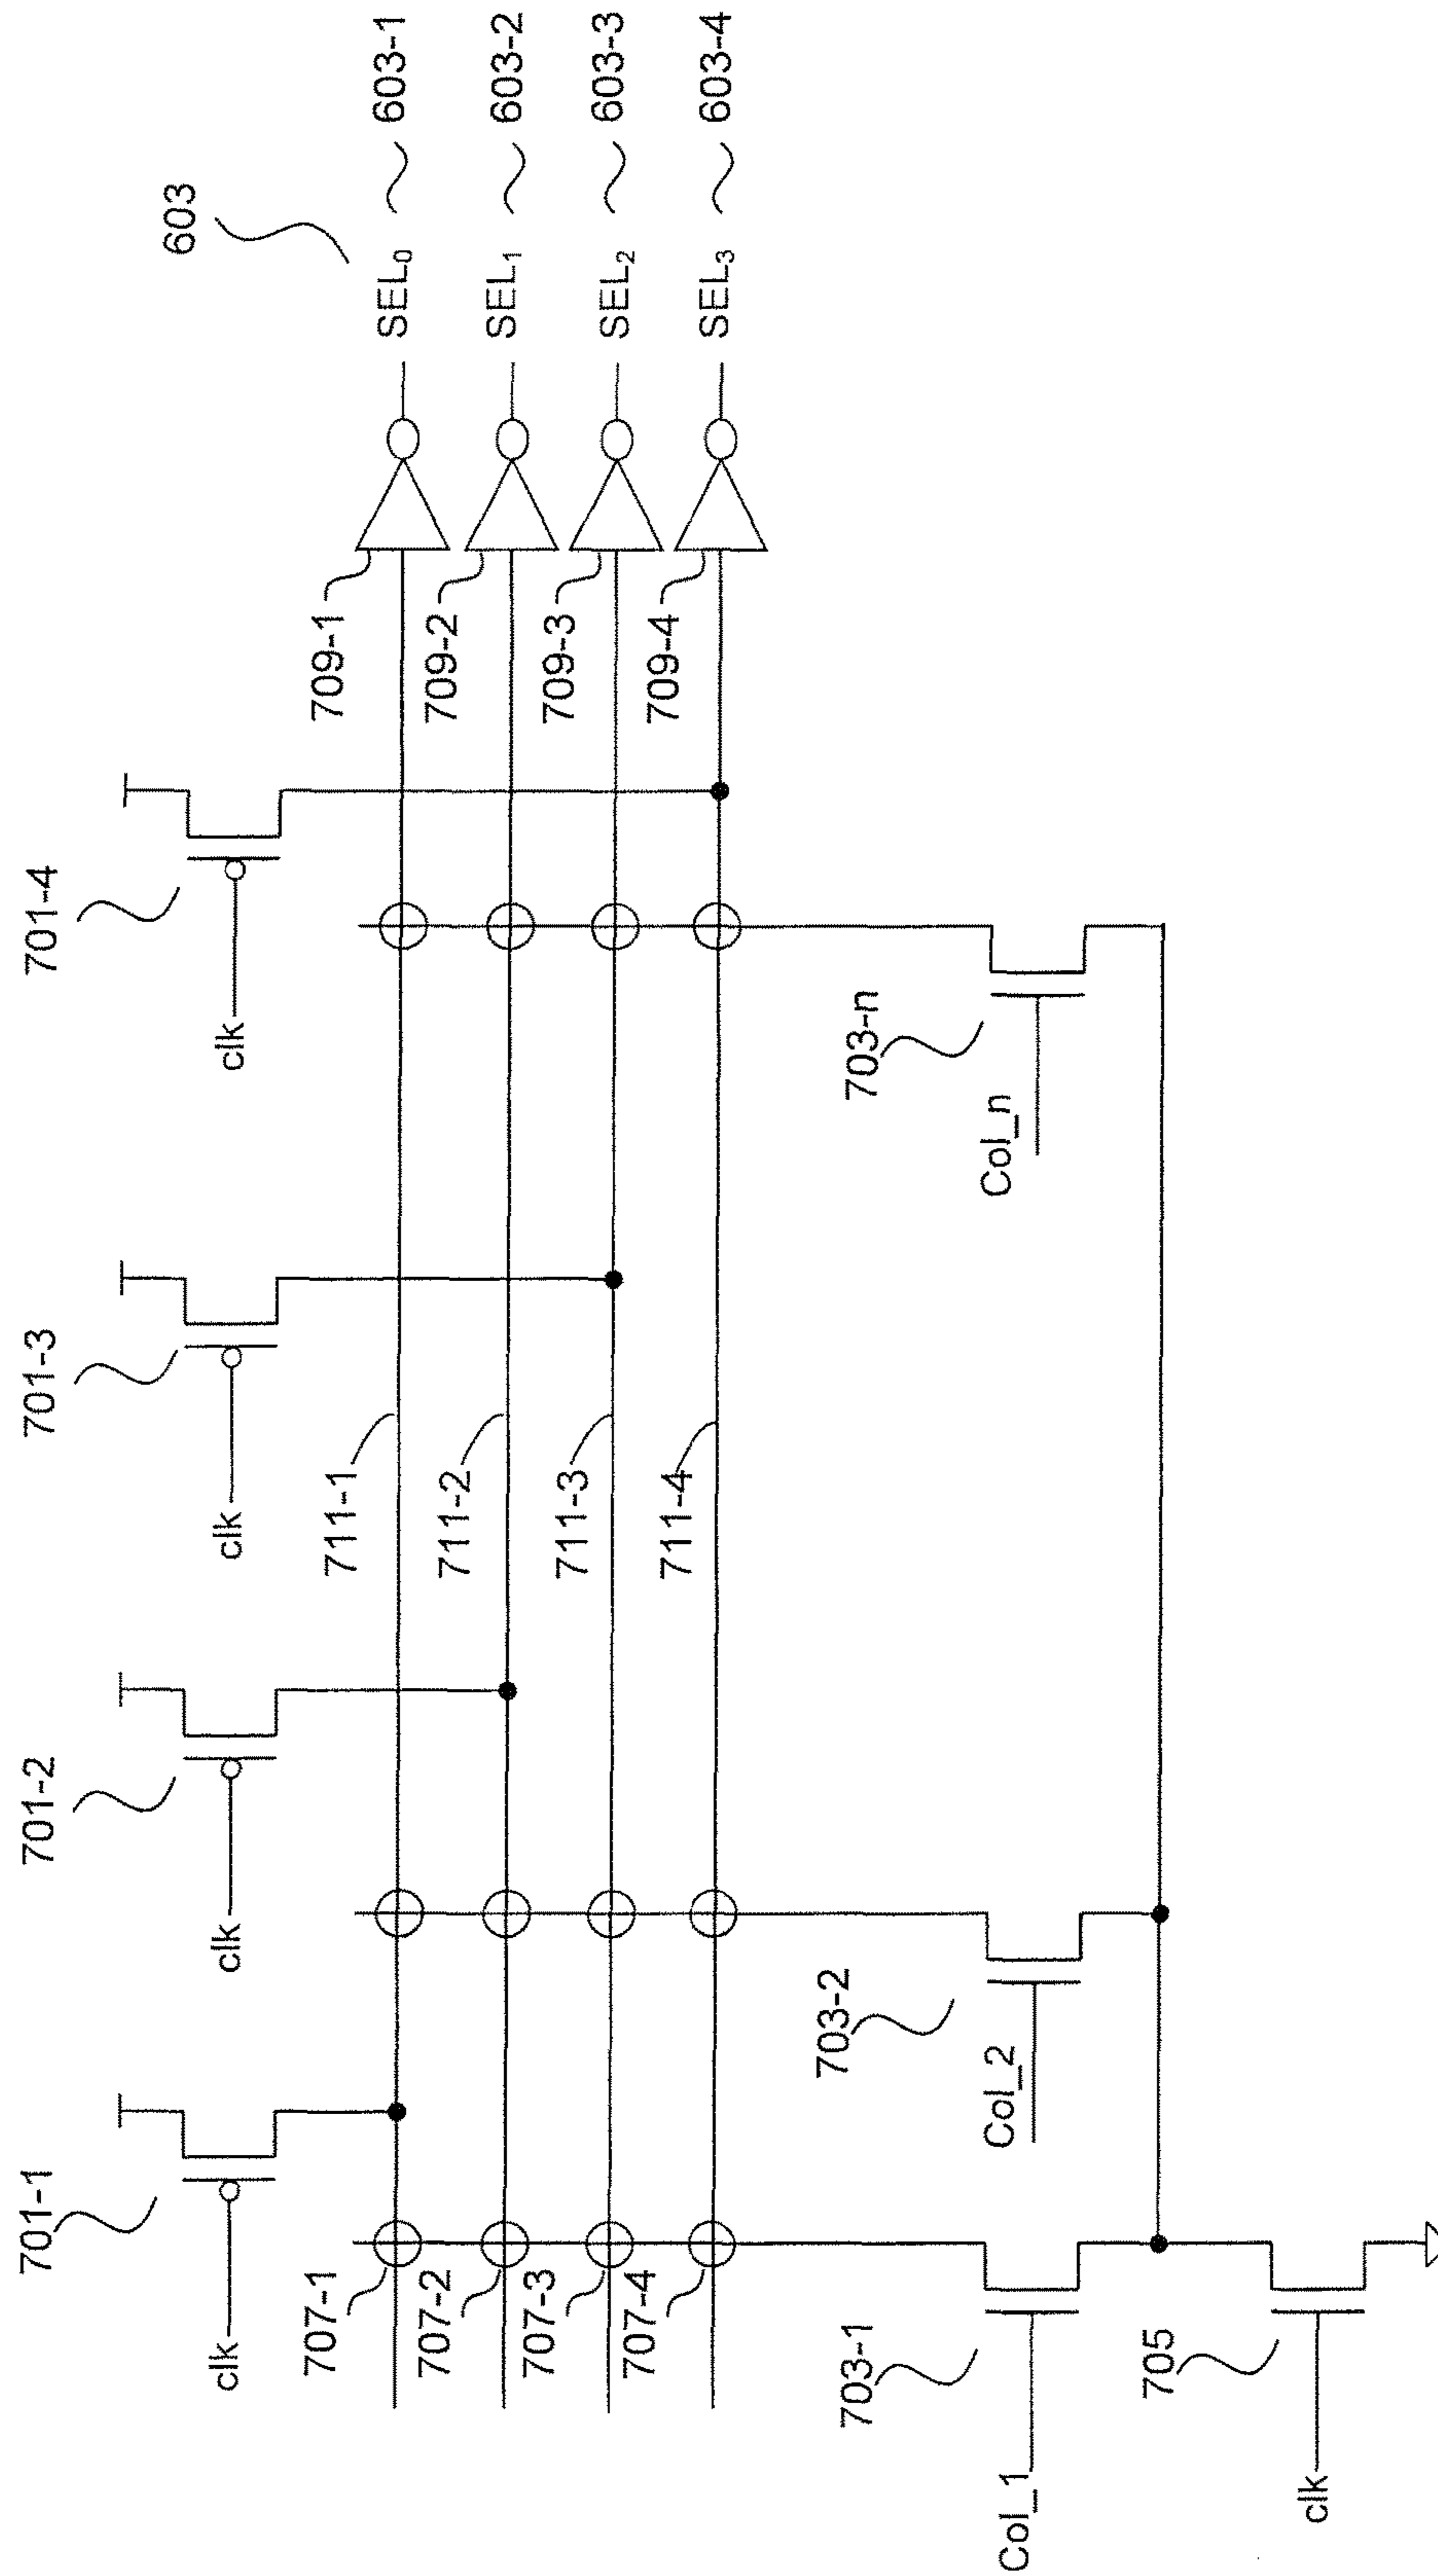 701-1
clk
701-2
clk
701-3
clk
701-4
clk
603
707-1
707-2
707-3
707-4
711-1
711-2
711-3
711-4
709-1
709-2
709-3
709-4
SEL₀ 603-1
SEL₁ 603-2
SEL₂ 603-3
SEL₃ 603-4
703-1
Col_1
703-2
Col_2
703-n
Col_n
705
clk